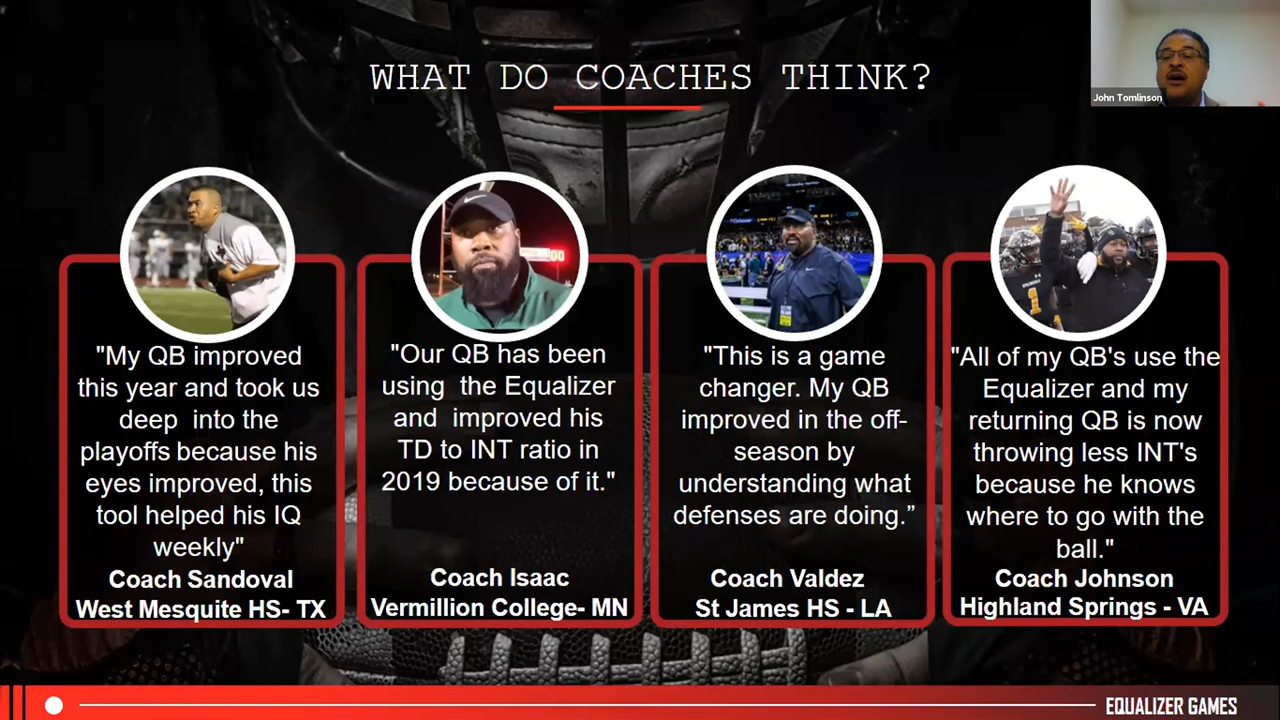 WHAT DO COACHES THINK?
John Tomlinson
"My QB improved
this year and took us
deep into the
playoffs because his
eyes improved, this
tool helped his IQ
weekly"
Coach Sandoval
West Mesquite HS- TX
"Our QB has been
using the Equalizer
and improved his
TD to INT ratio in
2019 because of it."
Coach Isaac
Vermillion College- MN
"This is a game
changer. My QB
improved in the off-
season by
understanding what
defenses are doing.”
Coach Valdez
St James HS - LA
"All of my QB's use the
Equalizer and my
returning QB is now
throwing less INT's
because he knows
where to go with the
ball."
Coach Johnson
Highland Springs - VA
EQUALIZER GAMES